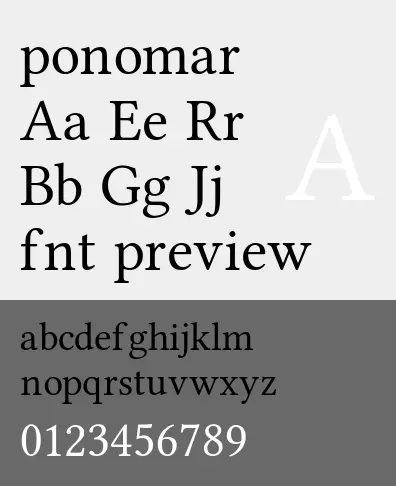 ponomar
Aa Ee Rr
A
Bb Gg Jj
fnt preview
abcdefghijklm
nopqrstuvwxyz
0123456789